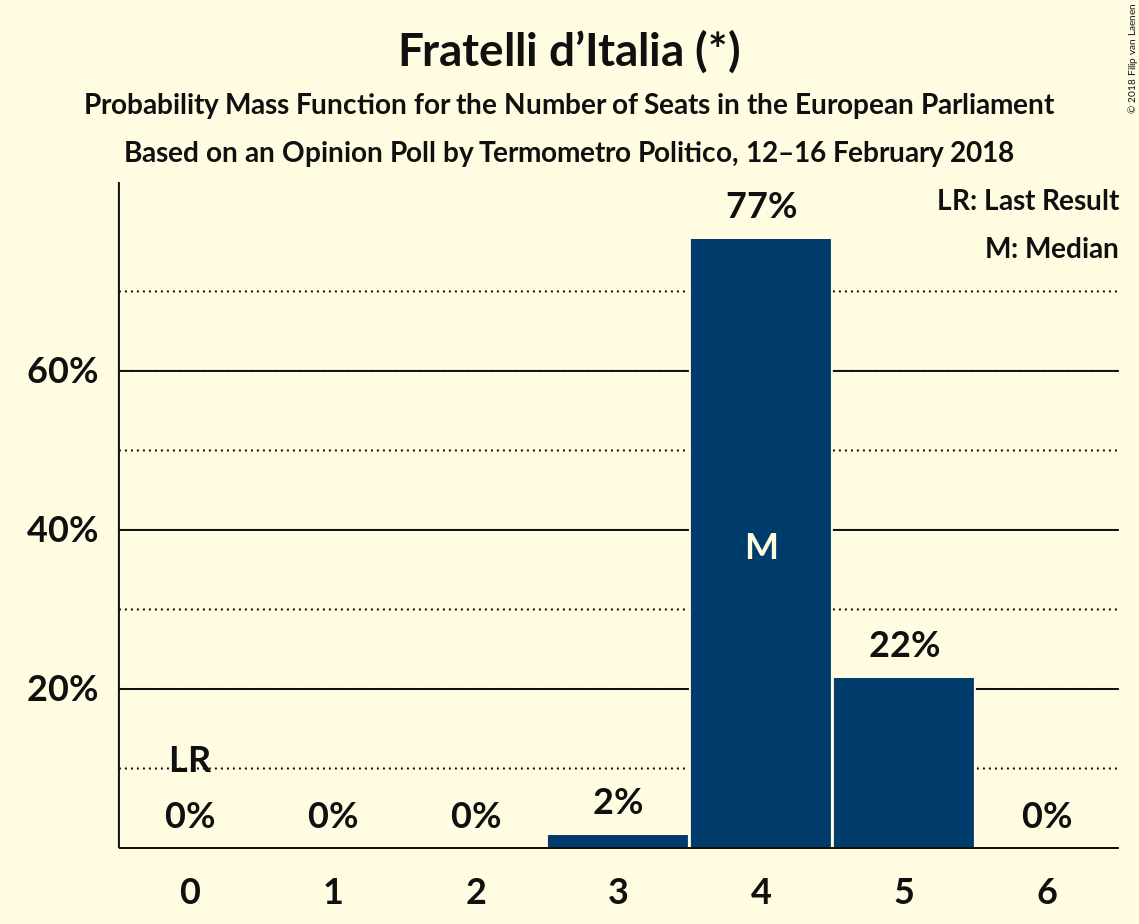 Fratelli d’Italia (*)
Probability Mass Function for the Number of Seats in the European Parliament
Based on an Opinion Poll by Termometro Politico, 12–16 February 2018
© 2018 Filip van Laenen
LR: Last Result
M: Median
77%
60%
40%
M
22%
20%
LR
0%
0%
0%
2%
0%
0
1
2
3
4
5
6